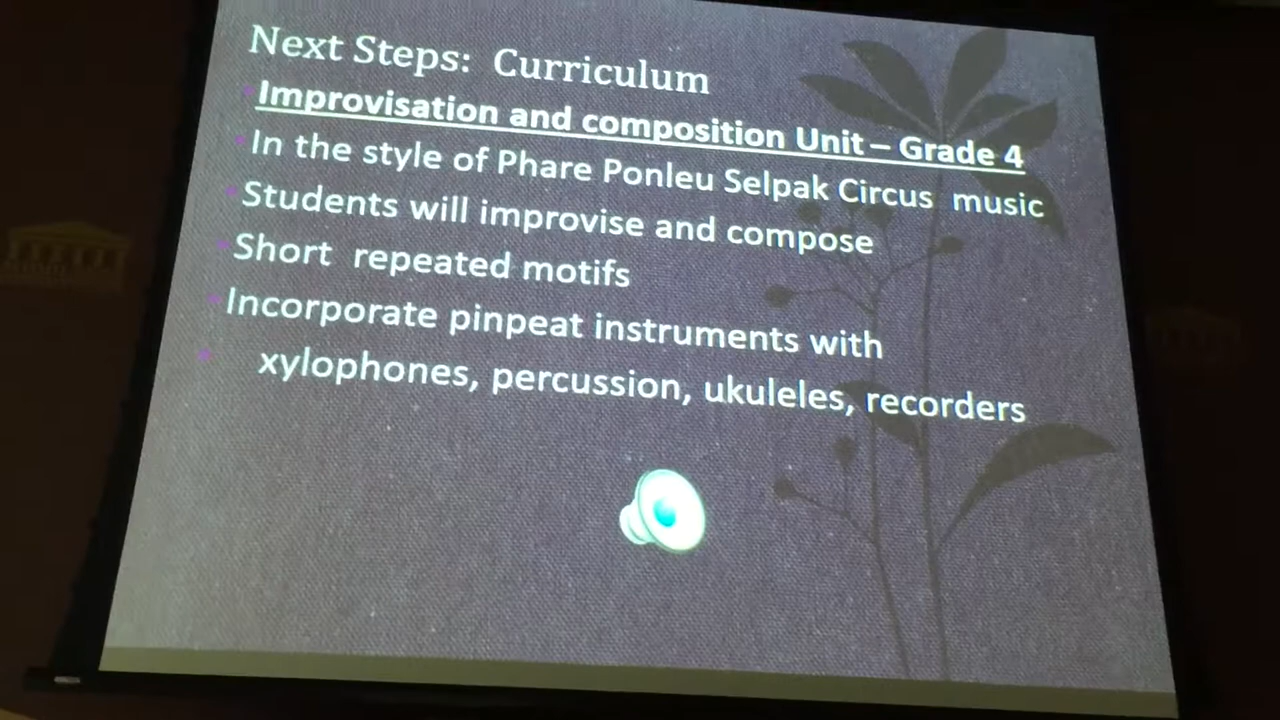 Next Steps:  Curriculum
Improvisation and composition Unit – Grade 4
In the style of Phare Ponleu Selpak Circus  music
Students will improvise and compose
Short  repeated motifs
Incorporate pinpeat instruments with
xylophones, percussion, ukuleles, recorders